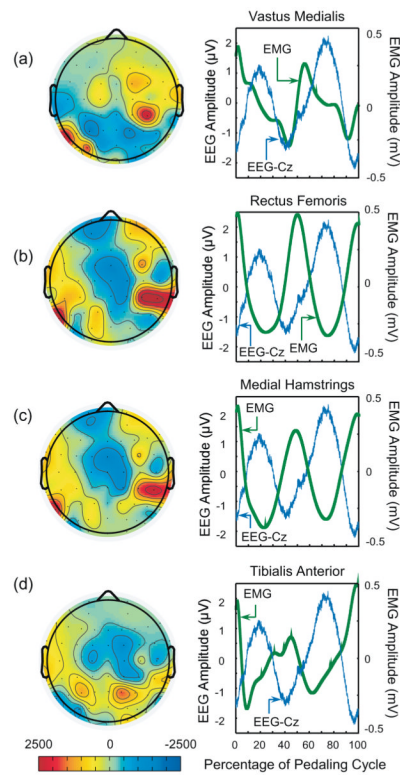 Vastus Medialis
(a)
EEG Amplitude (µV)
2
1
0
-1
-2
EMG
EEG-Cz
0.5
0
-0.5
EMG Amplitude (mV)
Rectus Femoris
(b)
EEG Amplitude (µV)
2
1
0
-1
-2
EEG-Cz
EMG
0.5
0
-0.5
EMG Amplitude (mV)
Medial Hamstrings
(c)
EEG Amplitude (µV)
2
1
0
-1
-2
EMG
EEG-Cz
0.5
0
-0.5
EMG Amplitude (mV)
Tibialis Anterior
(d)
EEG Amplitude (µV)
2
1
0
-1
-2
EMG
EEG-Cz
0.5
0
-0.5
EMG Amplitude (mV)
0 20 40 60 80 100
2500 0 -2500
Percentage of Pedaling Cycle